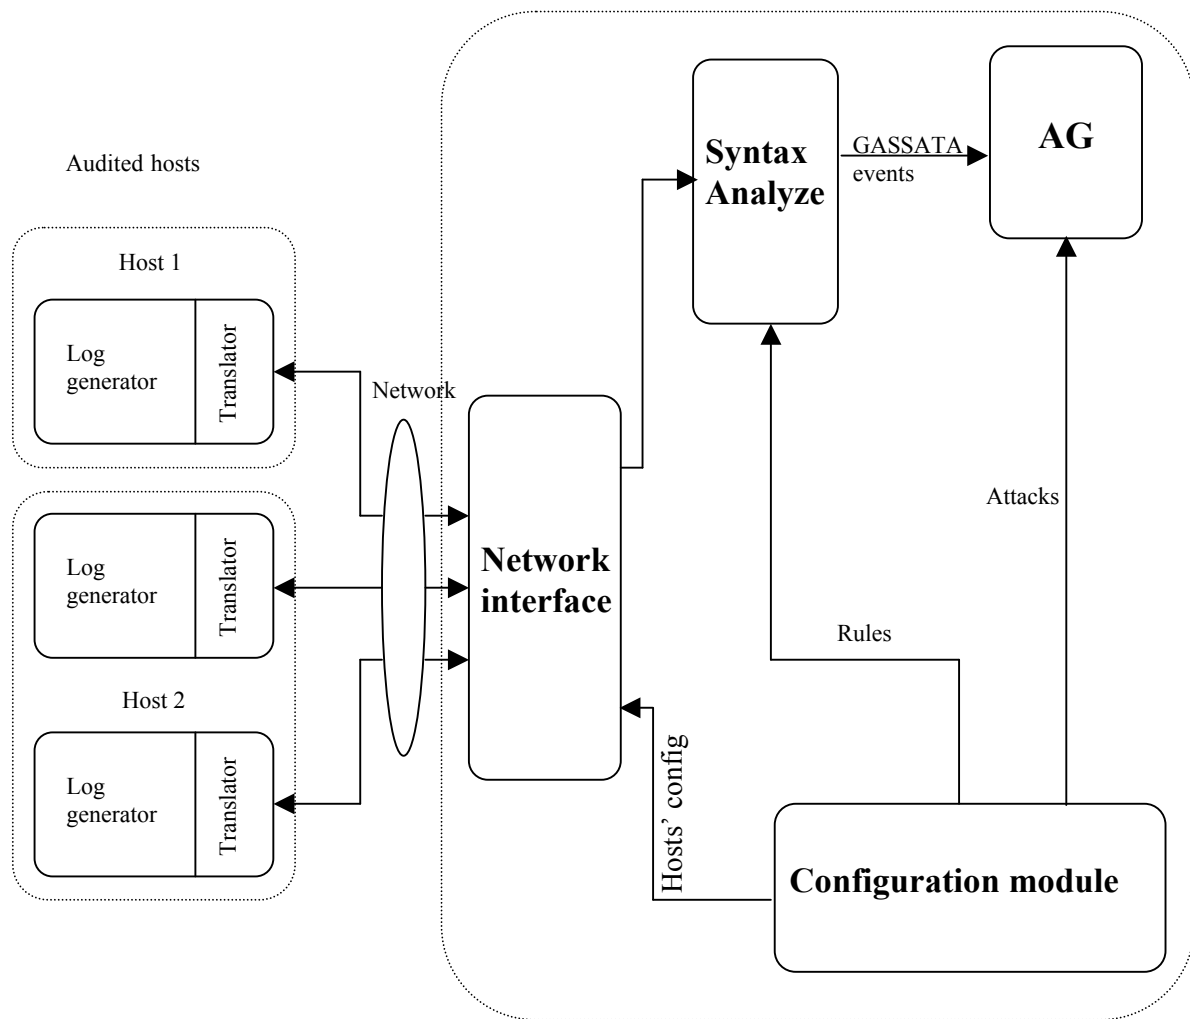 Audited hosts
Host 1
Log
generator
Translator
Log
generator
Translator
Host 2
Log
generator
Translator
Network
Network
interface
Syntax
Analyze
GASSATA
events
AG
Attacks
Rules
Hosts’ config
Configuration module